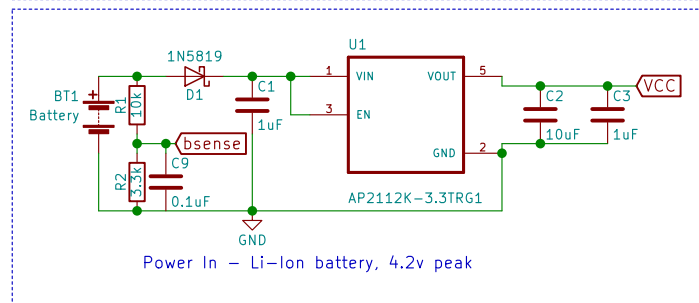 U1
1N5819
D1
BT1
Battery
R1
10k
C1
1uF
1
VIN
3
EN
VOUT
5
GND
2
VCC
C2
10uF
C3
1uF
bsense
R2
3.3k
C9
0.1uF
AP2112K-3.3TRG1
GND
Power In - Li-Ion battery, 4.2v peak